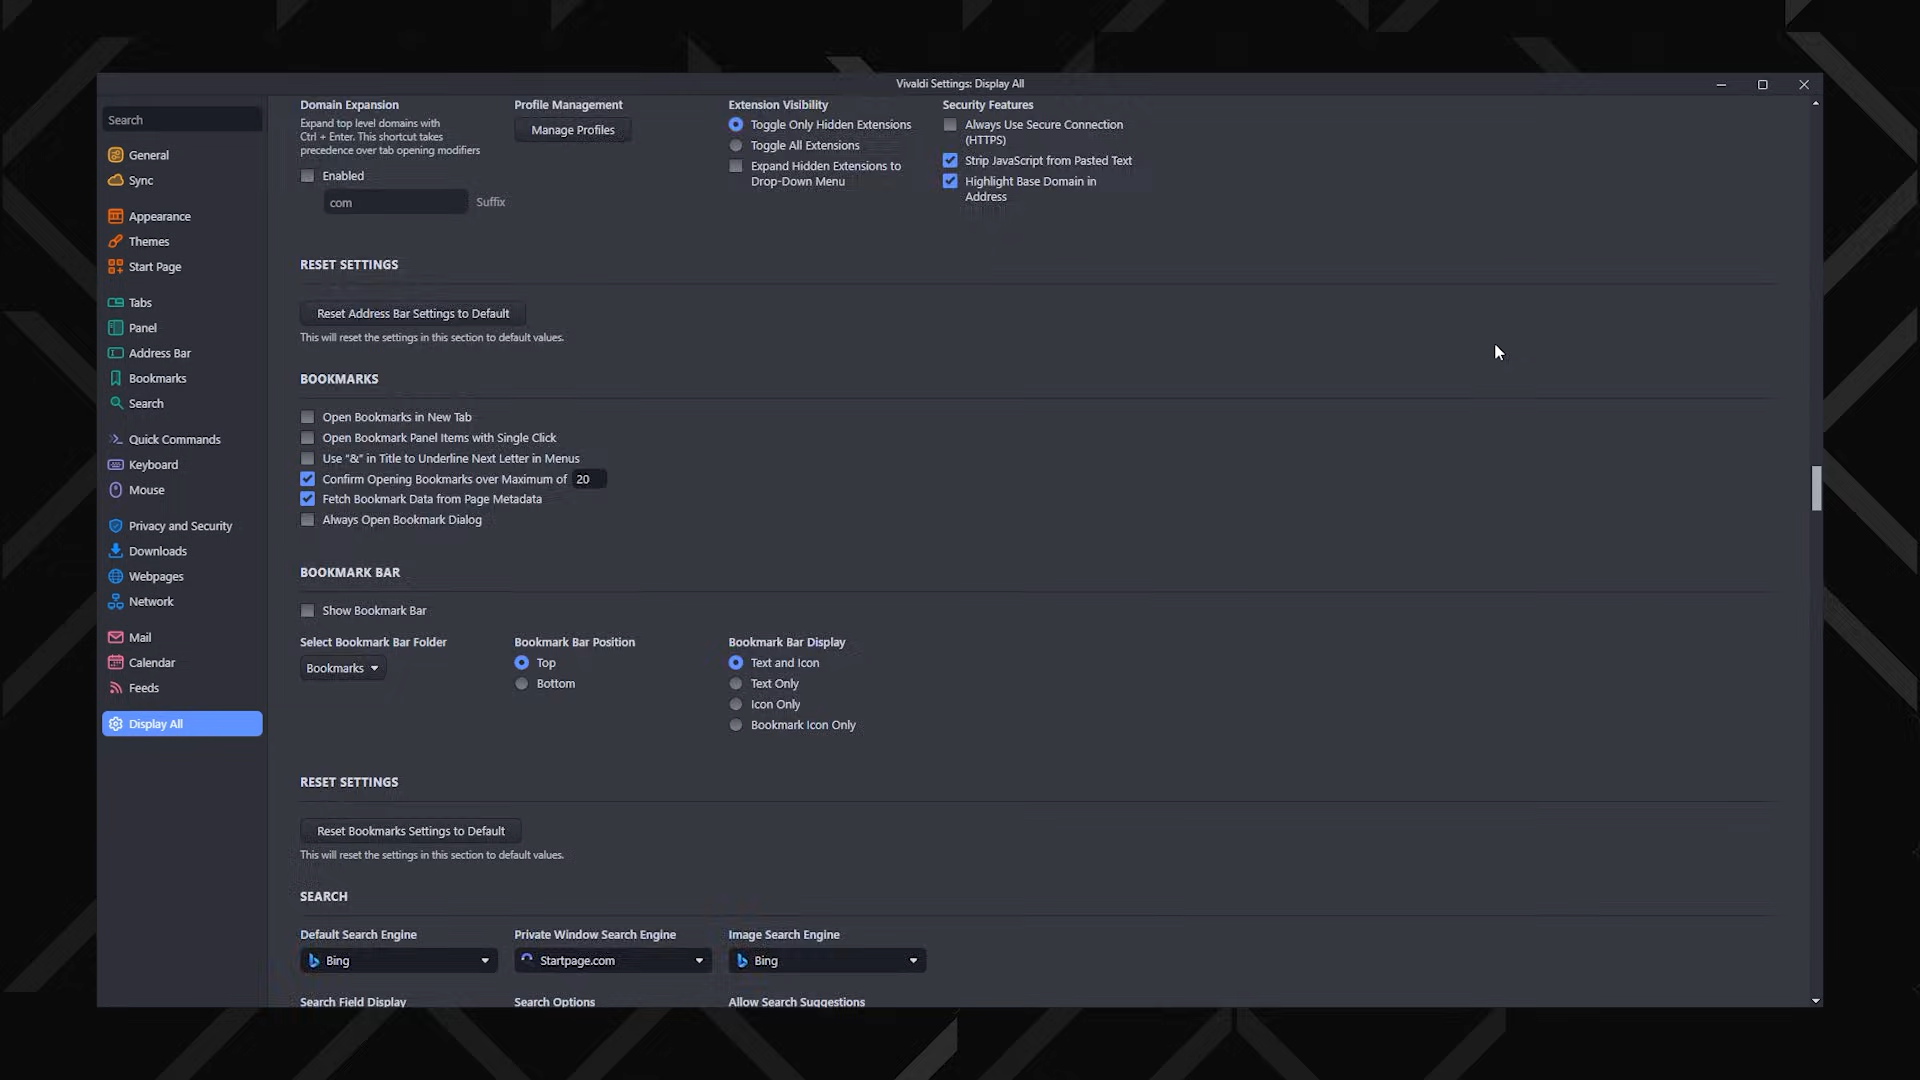 Vivaldi Settings: Display All
Search
General
Sync
Appearance
Themes
Start Page
Tabs
Panel
Address Bar
Bookmarks
Search
Quick Commands
Keyboard
Mouse
Privacy and Security
Downloads
Webpages
Network
Mail
Calendar
Feeds
Display All
Domain Expansion
Expand top level domains with
Ctrl + Enter. This shortcut takes
precedence over tab opening modifiers
Enabled
com
Suffix
Profile Management
Manage Profiles
Extension Visibility
Toggle Only Hidden Extensions
Toggle All Extensions
Expand Hidden Extensions to
Drop-Down Menu
Security Features
Always Use Secure Connection
(HTTPS)
Strip JavaScript from Pasted Text
Highlight Base Domain in
Address
RESET SETTINGS
Reset Address Bar Settings to Default
This will reset the settings in this section to default values.
BOOKMARKS
Open Bookmarks in New Tab
Open Bookmark Panel Items with Single Click
Use "&" in Title to Underline Next Letter in Menus
Confirm Opening Bookmarks over Maximum of 20
Fetch Bookmark Data from Page Metadata
Always Open Bookmark Dialog
BOOKMARK BAR
Show Bookmark Bar
Select Bookmark Bar Folder
Bookmarks
Bookmark Bar Position
Top
Bottom
Bookmark Bar Display
Text and Icon
Text Only
Icon Only
Bookmark Icon Only
RESET SETTINGS
Reset Bookmarks Settings to Default
This will reset the settings in this section to default values.
SEARCH
Default Search Engine
Bing
Private Window Search Engine
Startpage.com
Image Search Engine
Bing
Search Field Display
Search Options
Allow Search Suggestions